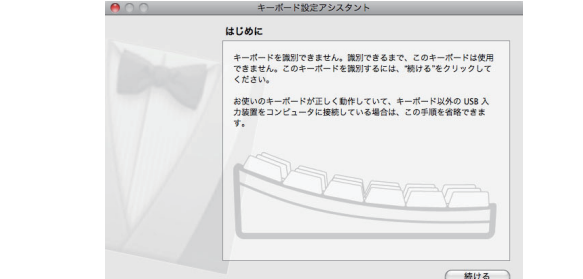 キーボード設定アシスタント
はじめに
キーボードを識別できません。識別できるまで、このキーボードは使用
できません。このキーボードを識別するには、"続ける"をクリックして
ください。
お使いのキーボードが正しく動作していて、キーボード以外の USB 入
力装置をコンピュータに接続している場合は、この手順を省略できま
す。
続ける